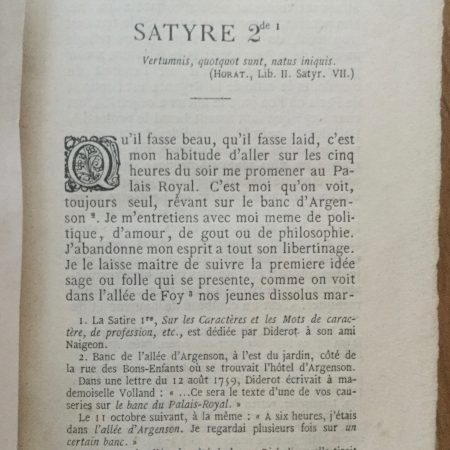 SATYRE 2de 1
Vertumnis, quotquot sunt, natus iniquis.
(HORAT., Lib. II. Satyr. VII.)
Qu'il fasse beau, qu'il fasse laid, c'est
mon habitude d'aller sur les cinq
heures du soir me promener au Pa-
lais Royal. C'est moi qu'on voit,
toujours seul, rêvant sur le banc d'Argen-
son 2. Je m'entretiens avec moi meme de poli-
tique, d'amour, de gout ou de philosophie.
J'abandonne mon esprit a tout son libertinage.
Je le laisse maitre de suivre la premiere idée
sage ou folle qui se presente, comme on voit
dans l'allée de Foy 3 nos jeunes dissolus mar-
1. La Satire Ire, Sur les Caractères et les Mots de carac-
tère, de profession, etc., est dédiée par Diderot à son ami
Naigeon.
2. Banc de l'allée d'Argenson, à l'est du jardin, côté de
la rue des Bons-Enfants où se trouvait l'hôtel d'Argenson.
Dans une lettre du 12 août 1759, Diderot écrivait à ma-
demoiselle Volland : « ...Ce sera le texte d'une de vos cau-
series sur le banc du Palais-Royal. »
Le 11 octobre suivant, à la même : « A six heures, j'étais
dans l'allée d'Argenson. Je regardai plusieurs fois sur un
certain banc. »